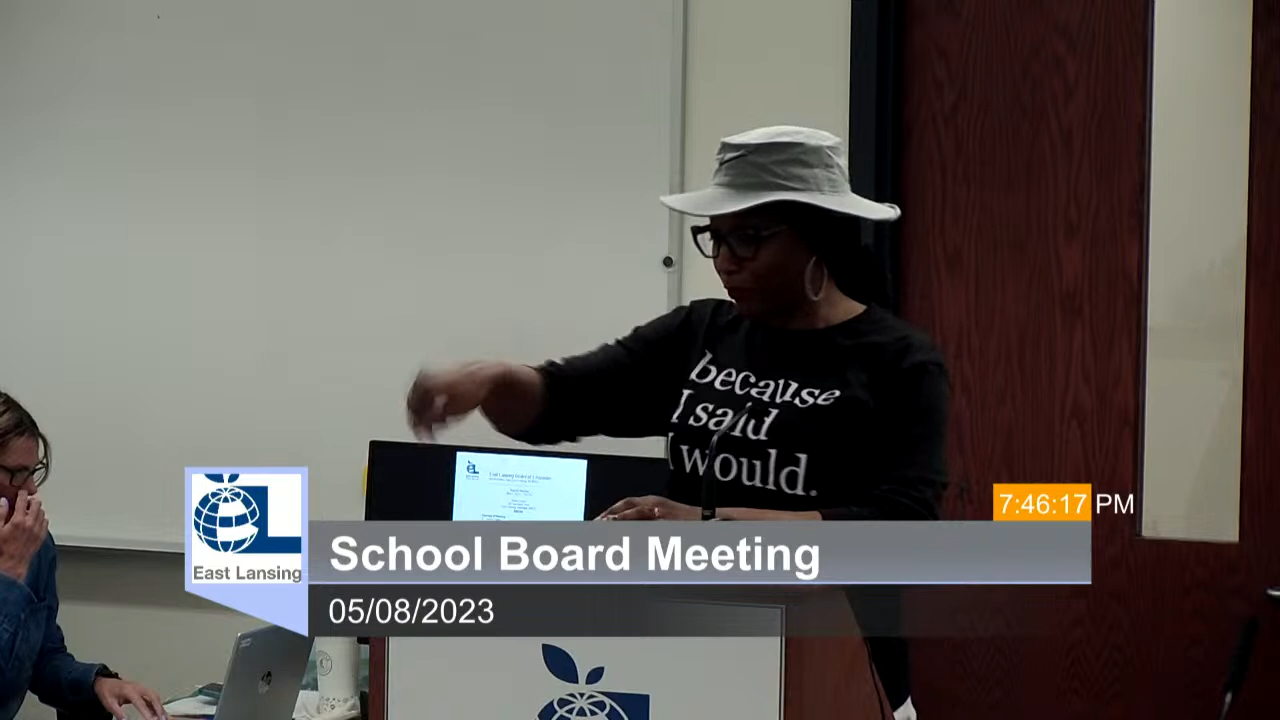 because
I said
I would.
7:46:17 PM
School Board Meeting
East Lansing
05/08/2023